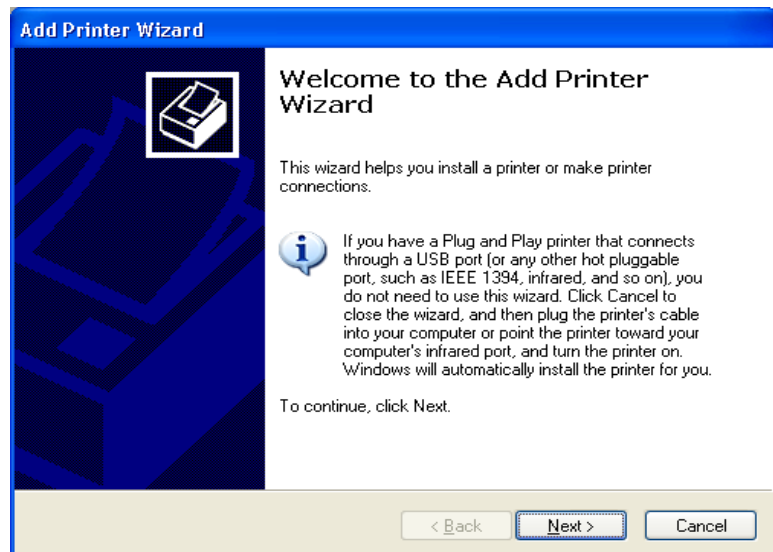 Add Printer Wizard
Welcome to the Add Printer
Wizard
This wizard helps you install a printer or make printer
connections.
If you have a Plug and Play printer that connects
through a USB port (or any other hot pluggable
port, such as IEEE 1394, infrared, and so on), you
do not need to use this wizard. Click Cancel to
close the wizard, and then plug the printer's cable
into your computer or point the printer toward your
computer's infrared port, and turn the printer on.
Windows will automatically install the printer for you.
To continue, click Next.
< Back Next > Cancel